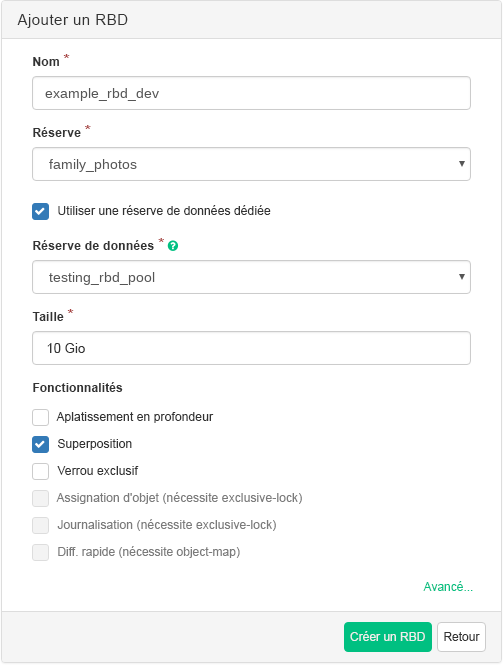 Ajouter un RBD
Nom *
example_rbd_dev
Réserve *
family_photos
Utiliser une réserve de données dédiée
Réserve de données * ?
testing_rbd_pool
Taille *
10 Gio
Fonctionnalités
Aplatissement en profondeur
Superposition
Verrou exclusif
Assignation d'objet (nécessite exclusive-lock)
Journalisation (nécessite exclusive-lock)
Diff. rapide (nécessite object-map)
Avancé...
Créer un RBD Retour